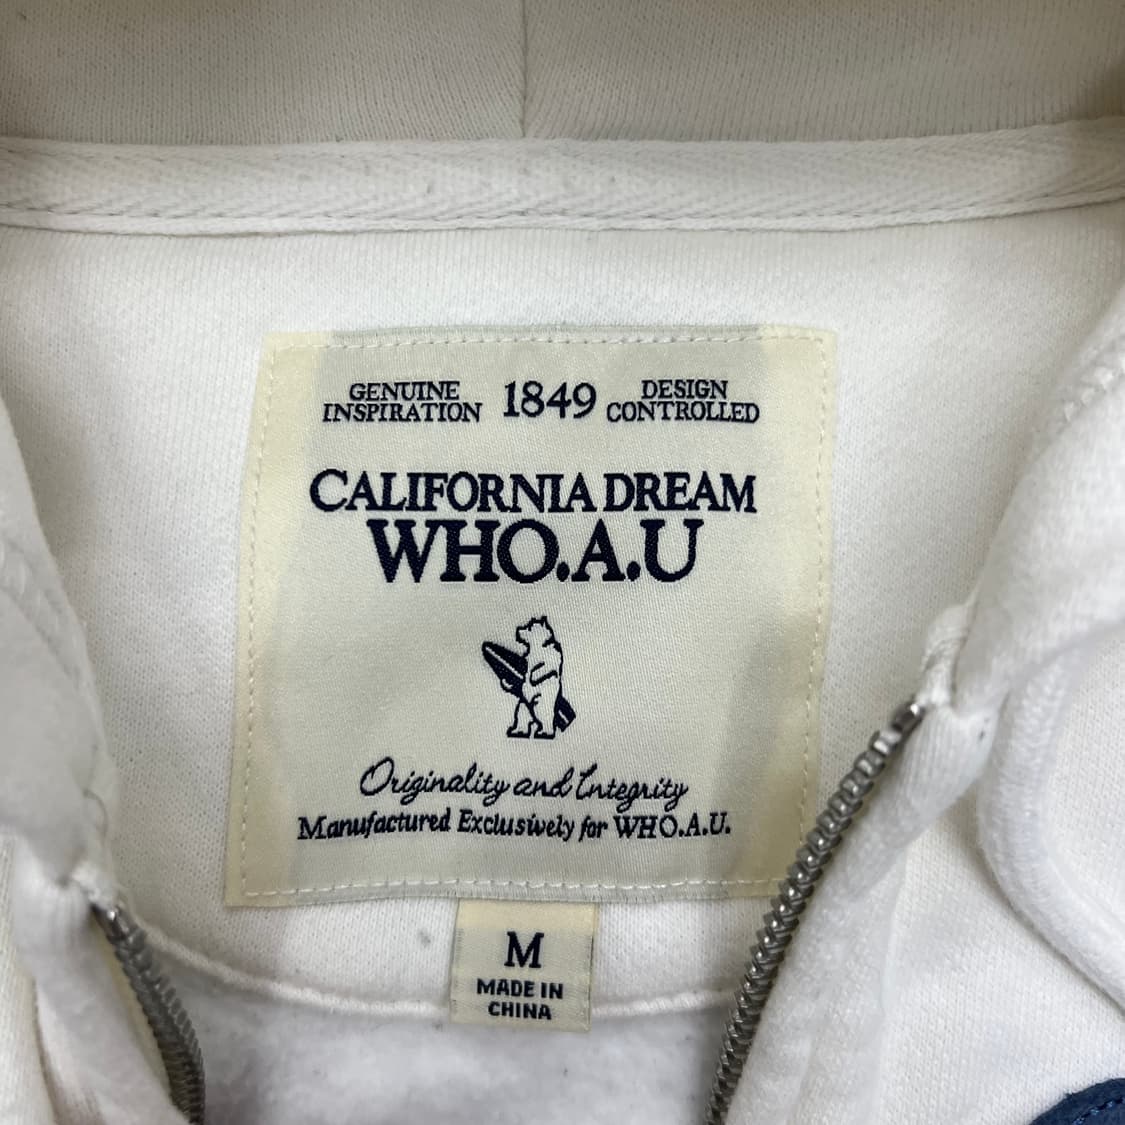 GENUINE INSPIRATION
1849
DESIGN CONTROLLED
CALIFORNIA DREAM
WHO.A.U
Originality and Integrity
Manufactured Exclusively for WHO.A.U.
M
MADE IN
CHINA